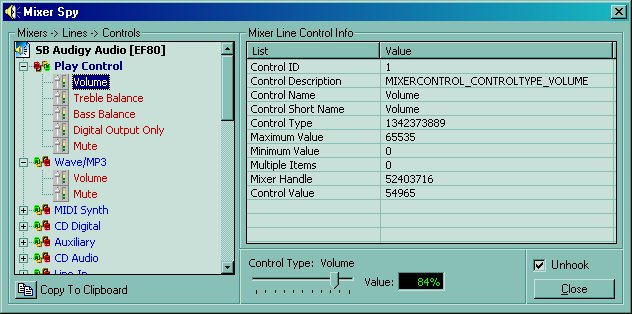 Mixer Spy
Mixers -> Lines -> Controls
SB Audigy Audio [EF80]
Play Control
Volume
Treble Balance
Bass Balance
Digital Output Only
Mute
Wave/MP3
Volume
Mute
MIDI Synth
CD Digital
Auxiliary
CD Audio
Line-In
Copy To Clipboard
Mixer Line Control Info
List Value
Control ID 1
Control Description MIXERCONTROL_CONTROLTYPE_VOLUME
Control Name Volume
Control Short Name Volume
Control Type 1342373889
Maximum Value 65535
Minimum Value 0
Multiple Items 0
Mixer Handle 52403716
Control Value 54965
Control Type: Volume
Value: 84%
Unhook
Close